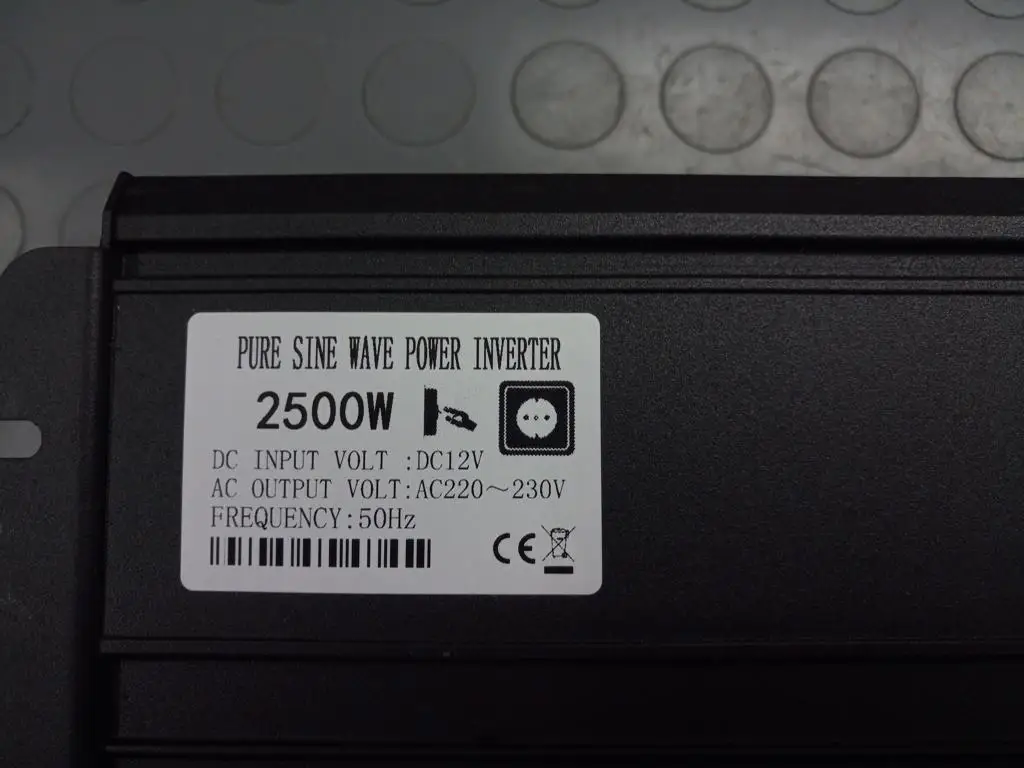 PURE SINE WAVE POWER INVERTER
2500W
DC INPUT VOLT :DC12V
AC OUTPUT VOLT:AC220～230V
FREQUENCY:50Hz
CE